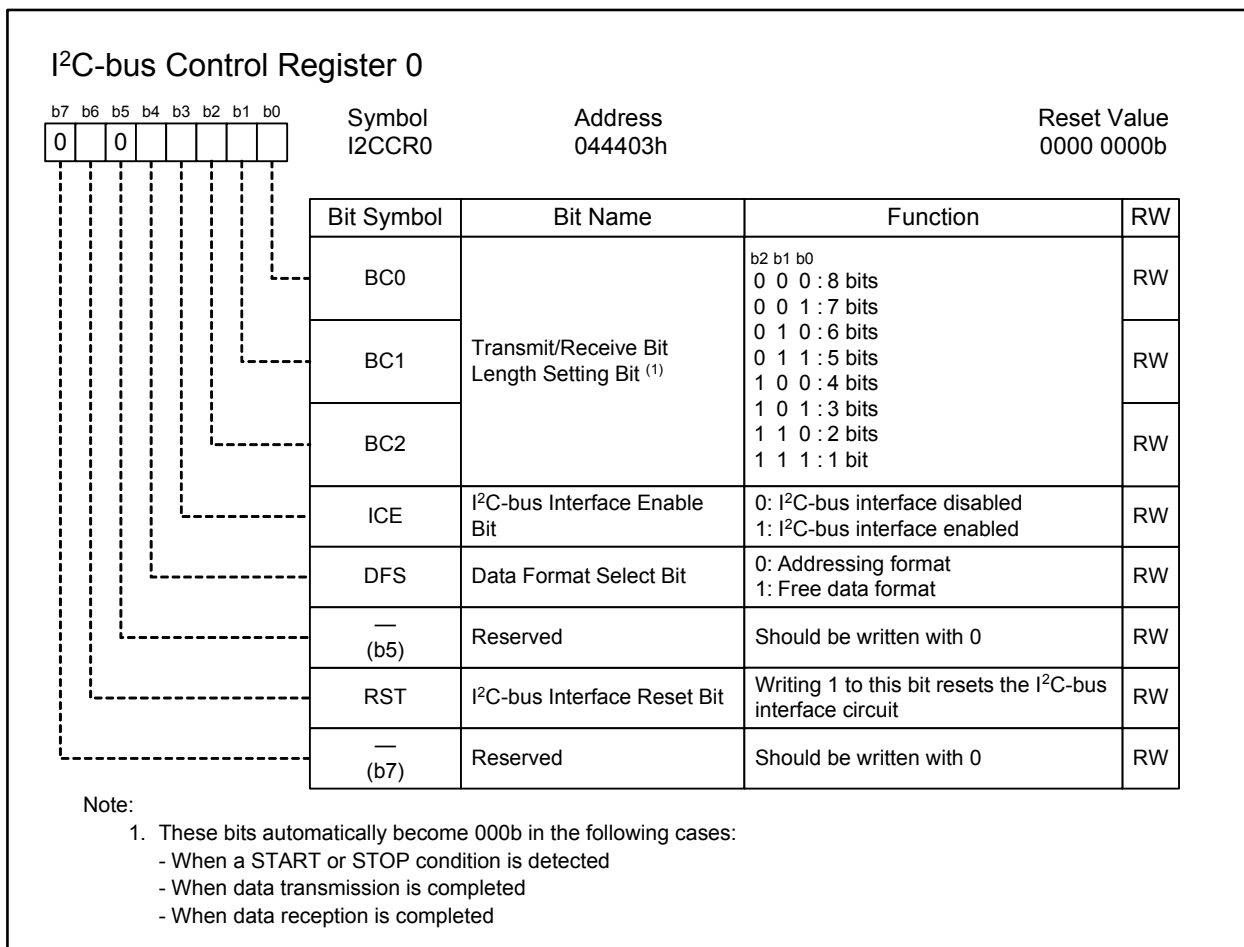 I²C-bus Control Register 0
b7 b6 b5 b4 b3 b2 b1 b0
0 0
Symbol Address Reset Value
I2CCR0 044403h 0000 0000b
Bit Symbol Bit Name Function RW
BC0 RW
BC1 RW
BC2 RW
Transmit/Receive Bit
Length Setting Bit (1)
b2 b1 b0
0 0 0 : 8 bits
0 0 1 : 7 bits
0 1 0 : 6 bits
0 1 1 : 5 bits
1 0 0 : 4 bits
1 0 1 : 3 bits
1 1 0 : 2 bits
1 1 1 : 1 bit
ICE
I²C-bus Interface Enable
Bit
0: I²C-bus interface disabled
1: I²C-bus interface enabled
RW
DFS
Data Format Select Bit
0: Addressing format
1: Free data format
RW
—
(b5)
Reserved
Should be written with 0
RW
RST
I²C-bus Interface Reset Bit
Writing 1 to this bit resets the I²C-bus
interface circuit
RW
—
(b7)
Reserved
Should be written with 0
RW
Note:
1. These bits automatically become 000b in the following cases:
- When a START or STOP condition is detected
- When data transmission is completed
- When data reception is completed